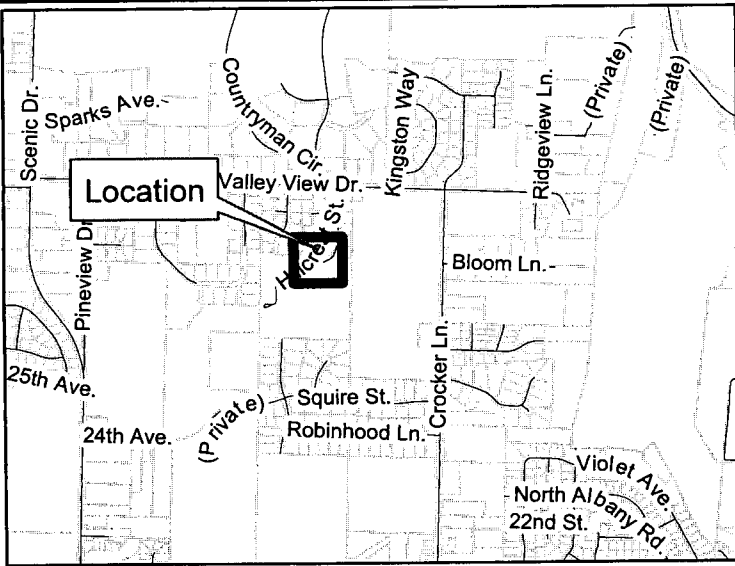 Scenic Dr.
Sparks Ave.
Countryman Cir.
Kingston Way
Ridgeview Ln.
(Private)
(Private)
Location
Valley View Dr.
Hillcrest St.
Pineview Dr.
Bloom Ln.
Crocker Ln.
25th Ave.
24th Ave.
(Private)
Squire St.
Robinhood Ln.
Violet Ave.
North Albany Rd.
22nd St.